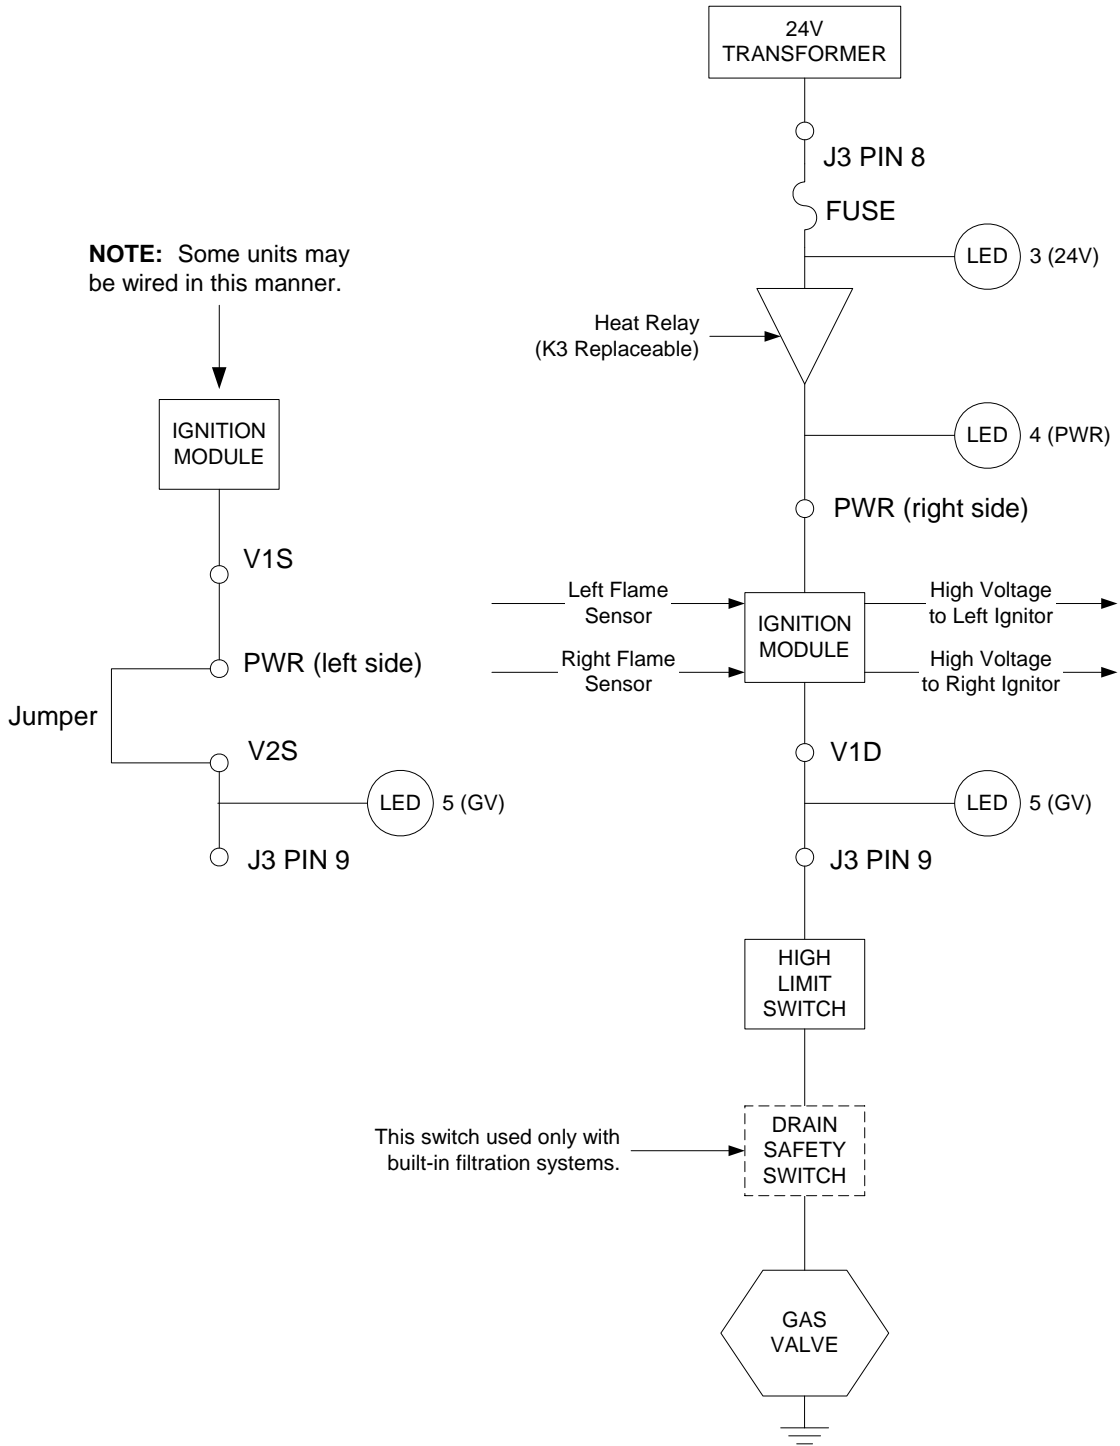 24V
TRANSFORMER
J3 PIN 8
FUSE
LED 3 (24V)
Heat Relay
(K3 Replaceable)
LED 4 (PWR)
PWR (right side)
Left Flame
Sensor
Right Flame
Sensor
IGNITION
MODULE
High Voltage
to Left Ignitor
High Voltage
to Right Ignitor
V1D
LED 5 (GV)
J3 PIN 9
HIGH
LIMIT
SWITCH
This switch used only with
built-in filtration systems.
DRAIN
SAFETY
SWITCH
GAS
VALVE
NOTE: Some units may
be wired in this manner.
IGNITION
MODULE
V1S
PWR (left side)
Jumper
V2S
LED 5 (GV)
J3 PIN 9